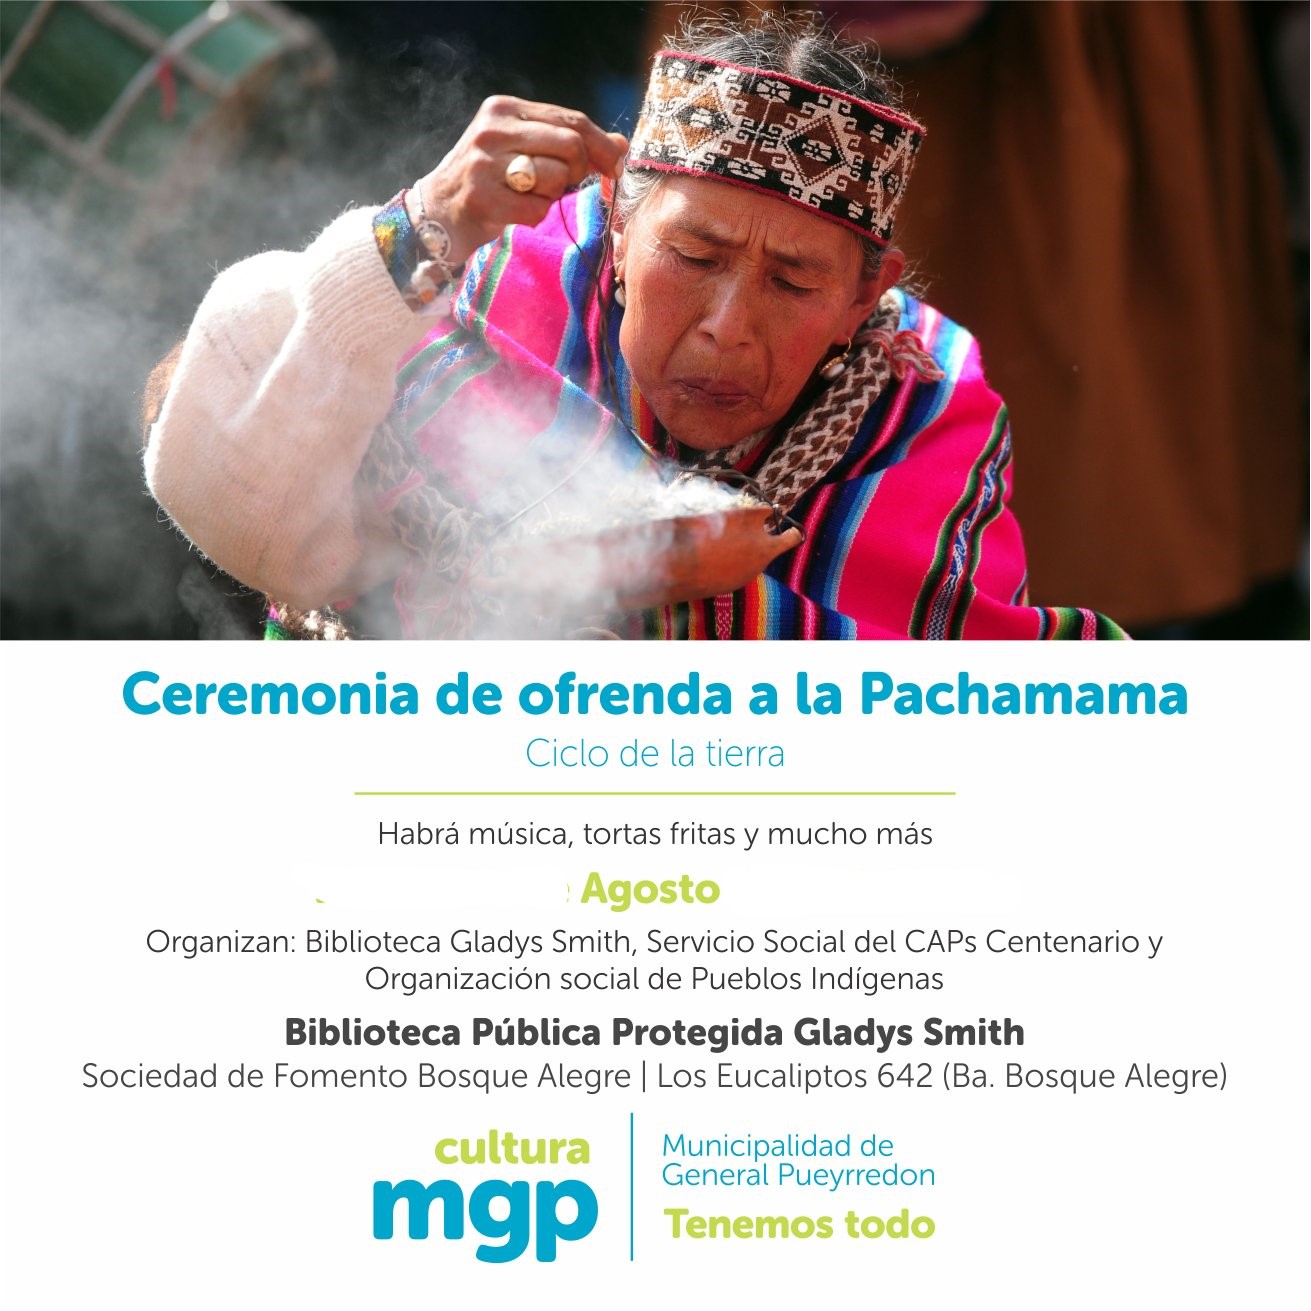 Ceremonia de ofrenda a la Pachamama
Ciclo de la tierra
Habrá música, tortas fritas y mucho más
Agosto
Organizan: Biblioteca Gladys Smith, Servicio Social del CAPs Centenario y
Organización social de Pueblos Indígenas
Biblioteca Pública Protegida Gladys Smith
Sociedad de Fomento Bosque Alegre | Los Eucaliptos 642 (Ba. Bosque Alegre)
cultura
mgp
Municipalidad de
General Pueyrredon
Tenemos todo